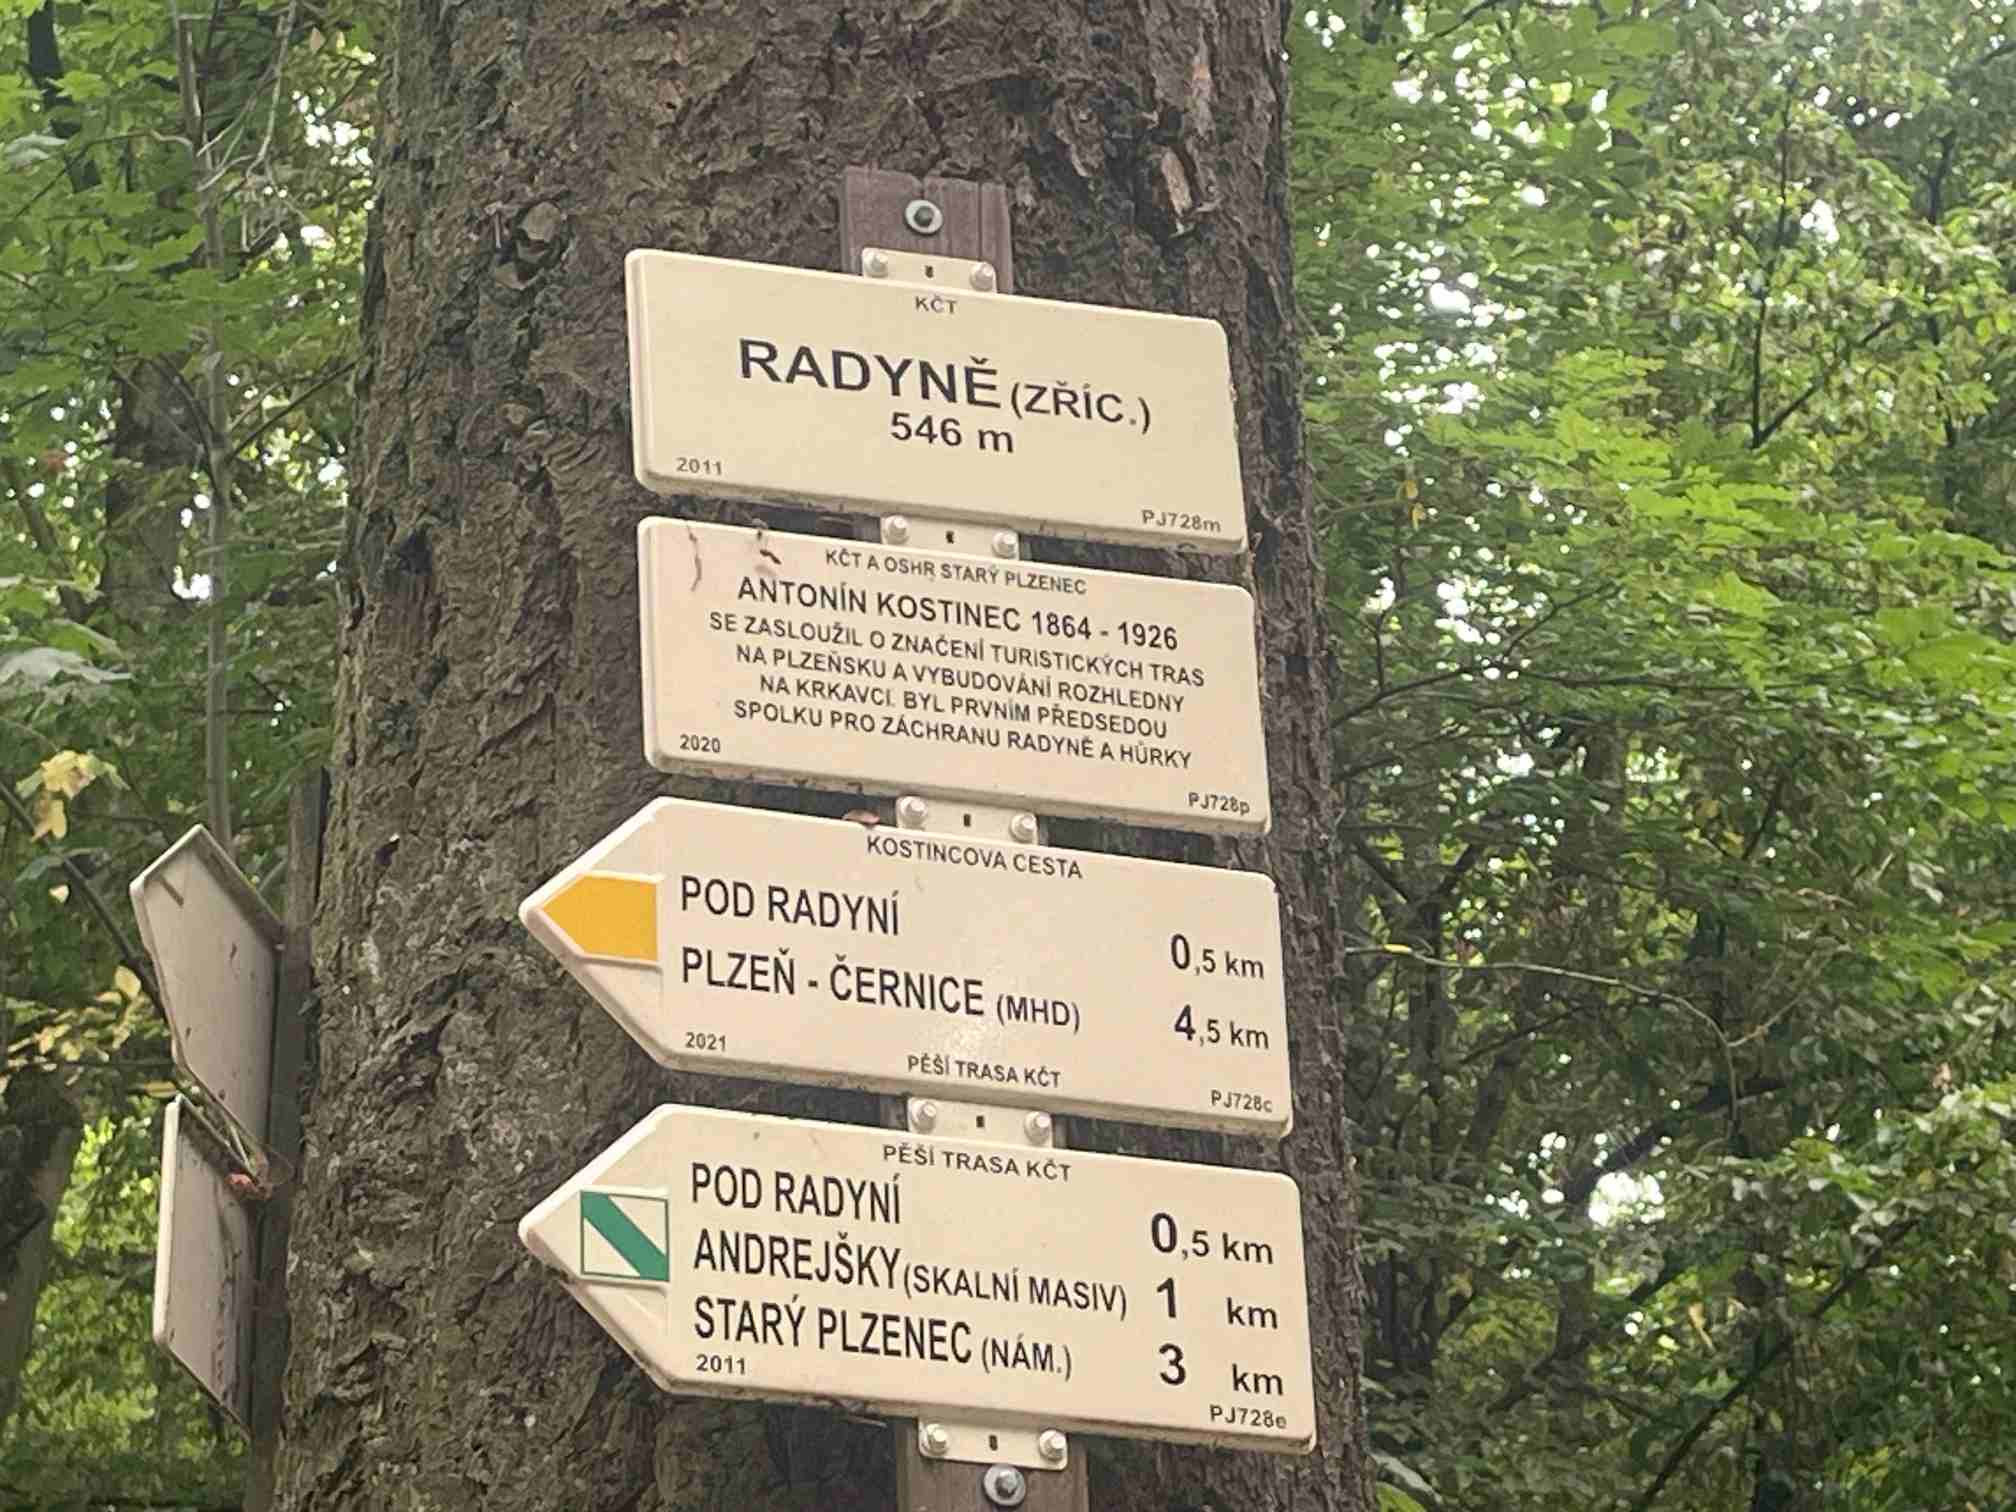 KČT
RADYNĚ (ZŘÍC.)
546 m
2011
PJ728m
KČT A OSHR STARÝ PLZENEC
ANTONÍN KOSTINEC 1864 - 1926
SE ZASLOUŽIL O ZNAČENÍ TURISTICKÝCH TRAS
NA PLZEŇSKU A VYBUDOVÁNÍ ROZHLEDNY
NA KRKAVCI. BYL PRVNÍM PŘEDSEDOU
SPOLKU PRO ZÁCHRANU RADYNĚ A HŮRKY
2020
PJ728p
KOSTINCOVA CESTA
POD RADYNÍ 0,5 km
PLZEŇ - ČERNICE (MHD) 4,5 km
2021
PĚŠÍ TRASA KČT
PJ728c
PĚŠÍ TRASA KČT
POD RADYNÍ 0,5 km
ANDREJŠKY (SKALNÍ MASIV) 1 km
STARÝ PLZENEC (NÁM.) 3 km
2011
PJ728e